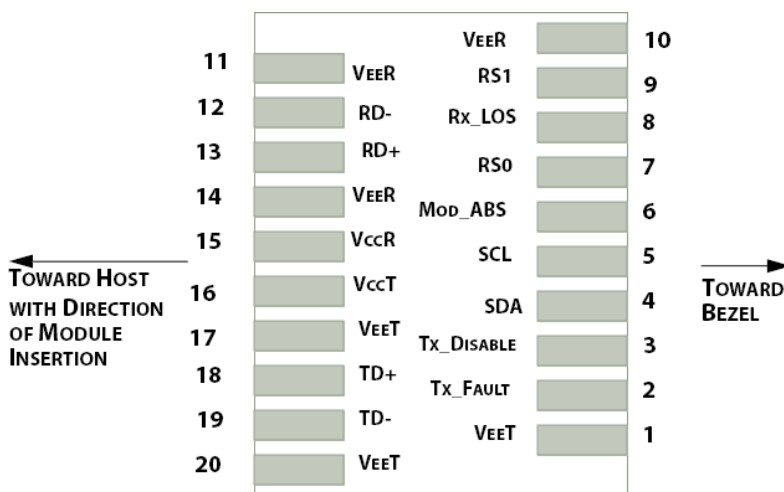 11 VEER
12 RD-
13 RD+
14 VEER
15 VCCR
16 VCCT
17 VEET
18 TD+
19 TD-
20 VEET
VEER 10
RS1 9
RX_LOS 8
RS0 7
MOD_ABS 6
SCL 5
SDA 4
TX_DISABLE 3
TX_FAULT 2
VEET 1
TOWARD HOST
WITH DIRECTION
OF MODULE
INSERTION
TOWARD
BEZEL